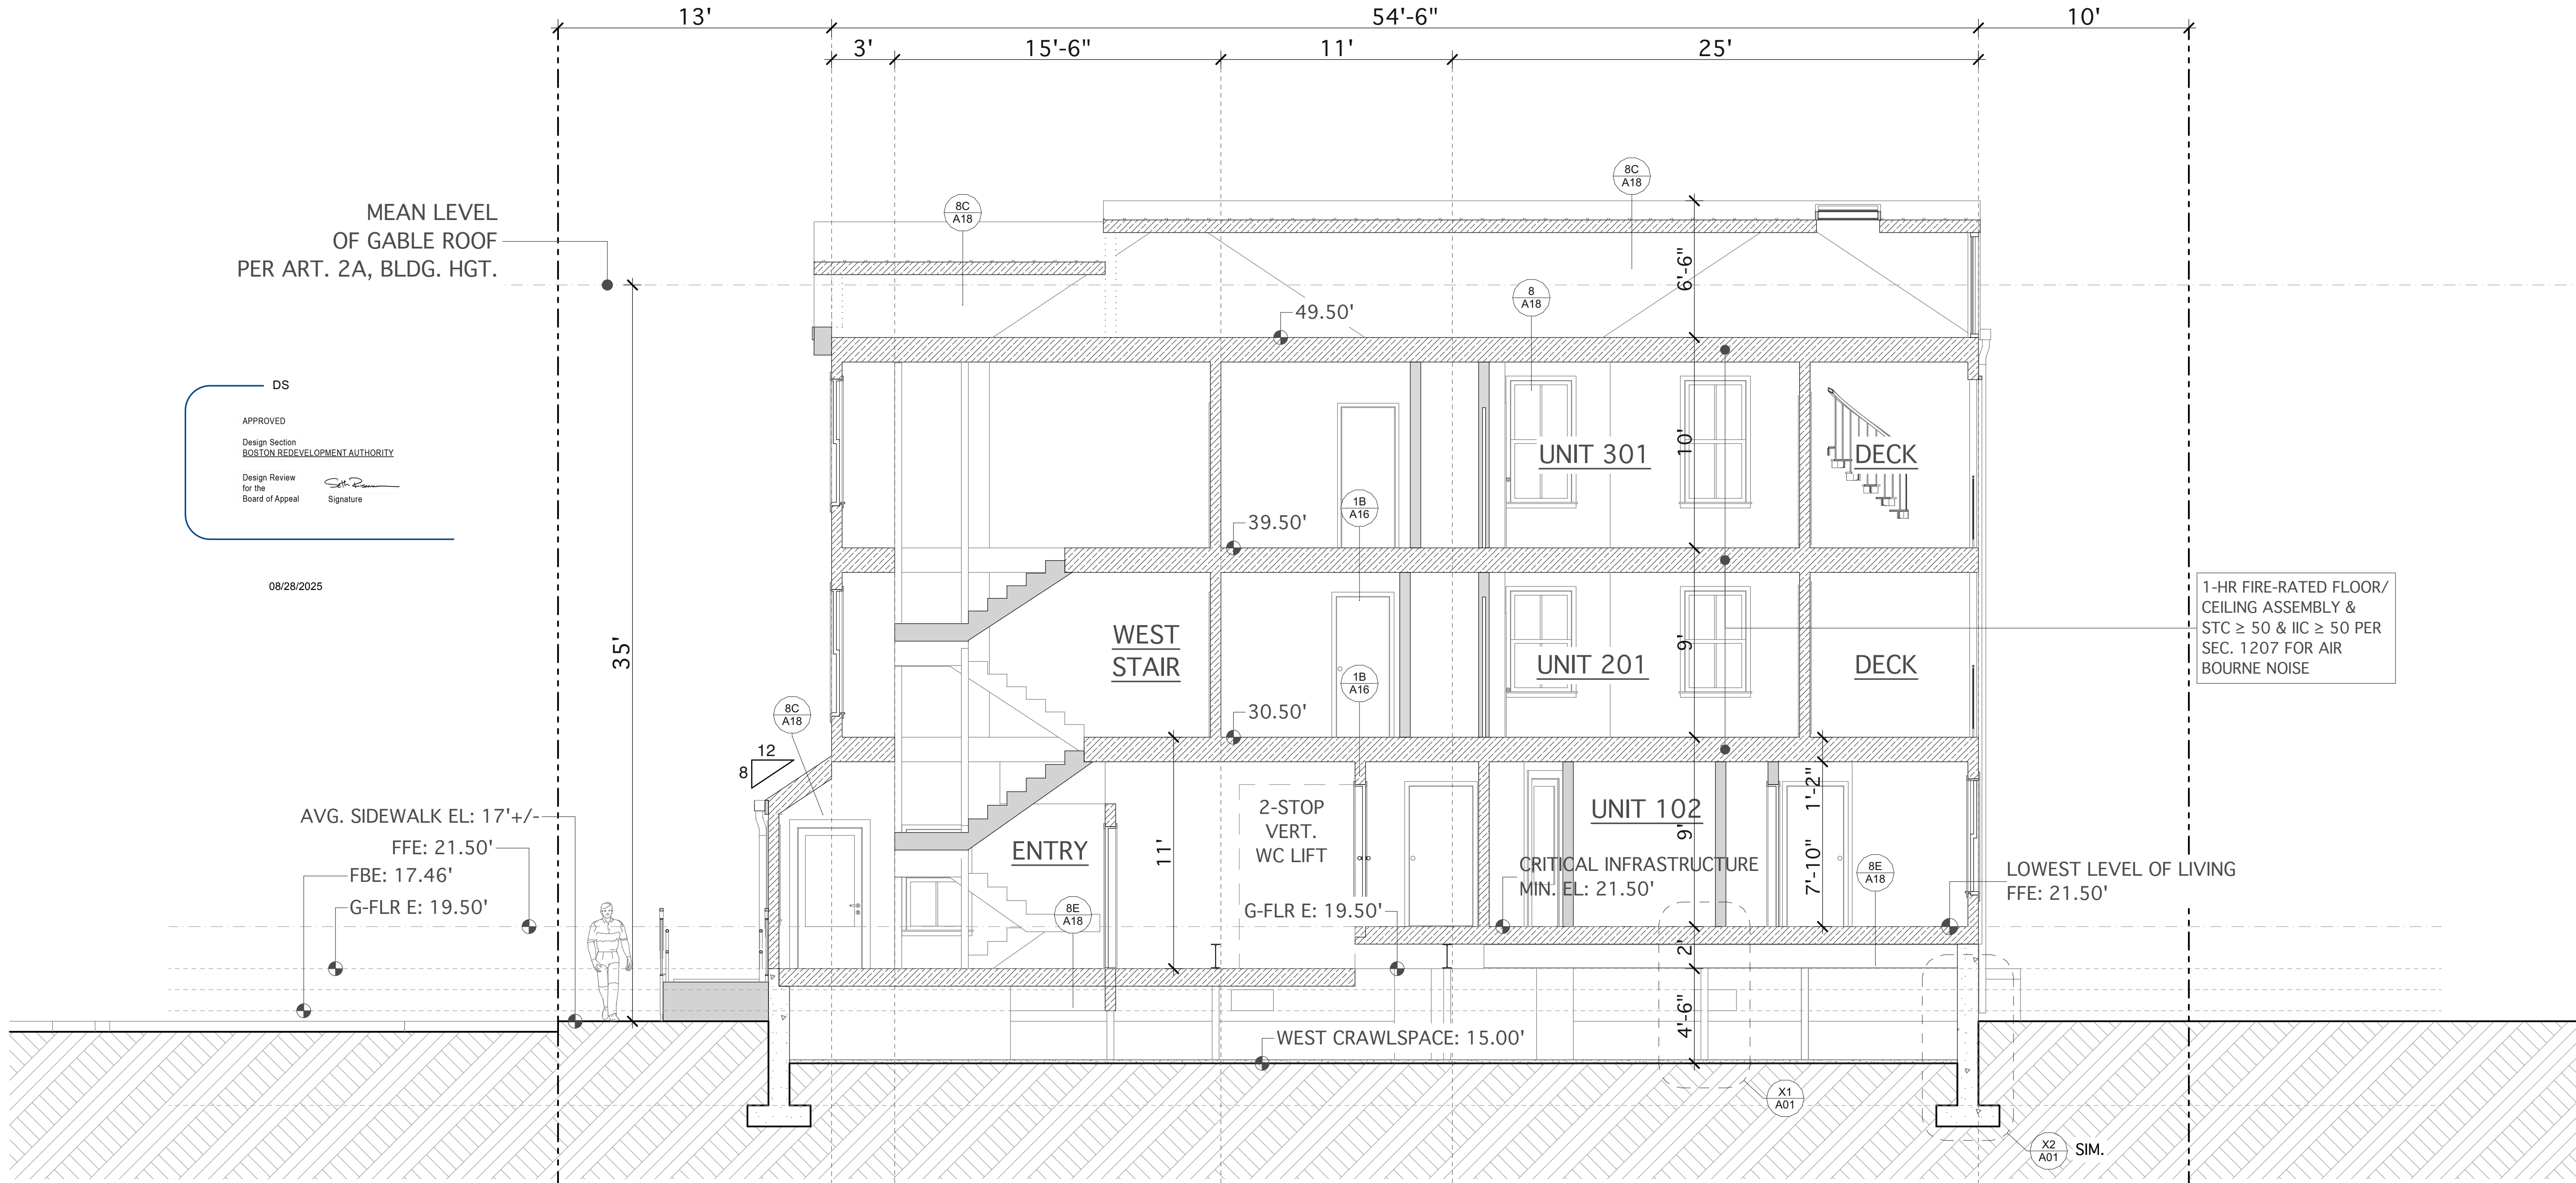 13'
54'-6"
10'
3'
15'-6"
11'
25'
8C
A18
8C
A18
MEAN LEVEL
OF GABLE ROOF
PER ART. 2A, BLDG. HGT.
6'-6"
8
A18
49.50'
DS
APPROVED
Design Section
BOSTON REDEVELOPMENT AUTHORITY
Design Review
for the
Board of Appeal
Signature
08/28/2025
UNIT 301
10'
DECK
1B
A16
39.50'
35'
WEST
STAIR
UNIT 201
9'
DECK
1-HR FIRE-RATED FLOOR/
CEILING ASSEMBLY &
STC ≥ 50 & IIC ≥ 50 PER
SEC. 1207 FOR AIR
BOURNE NOISE
1B
A16
30.50'
8C
A18
12
8
AVG. SIDEWALK EL: 17'+/-
FFE: 21.50'
FBE: 17.46'
G-FLR E: 19.50'
ENTRY
11'
2-STOP
VERT.
WC LIFT
UNIT 102
9'
1'-2"
7'-10"
CRITICAL INFRASTRUCTURE
MIN. EL: 21.50'
8E
A18
LOWEST LEVEL OF LIVING
FFE: 21.50'
8E
A18
G-FLR E: 19.50'
2'
4'-6"
WEST CRAWLSPACE: 15.00'
X1
A01
X2
A01
SIM.